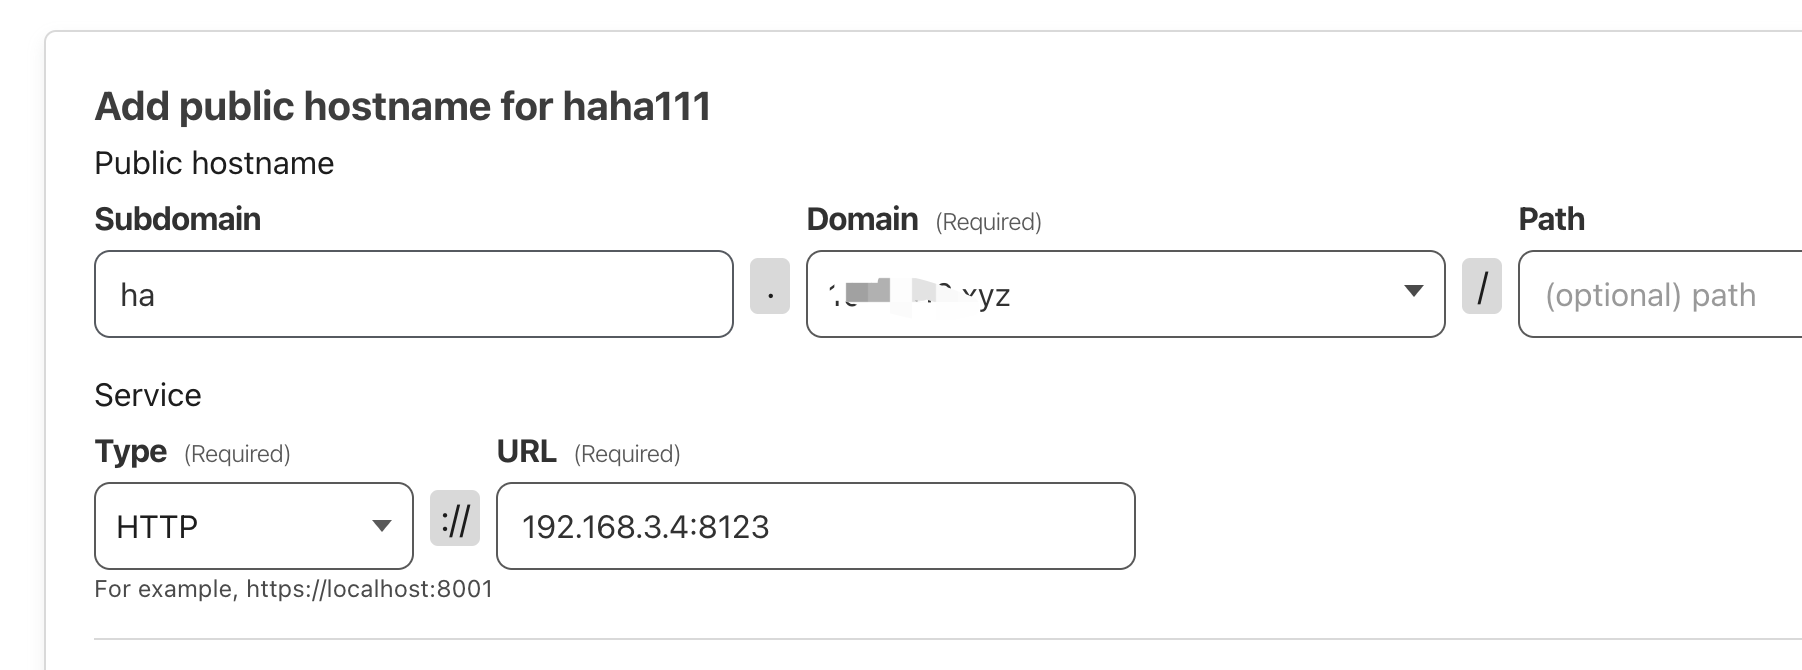 Add public hostname for haha111
Public hostname
Subdomain
Domain (Required)
Path
ha
.
xyz
/
(optional) path
Service
Type (Required)
URL (Required)
HTTP
://
192.168.3.4:8123
For example, https://localhost:8001